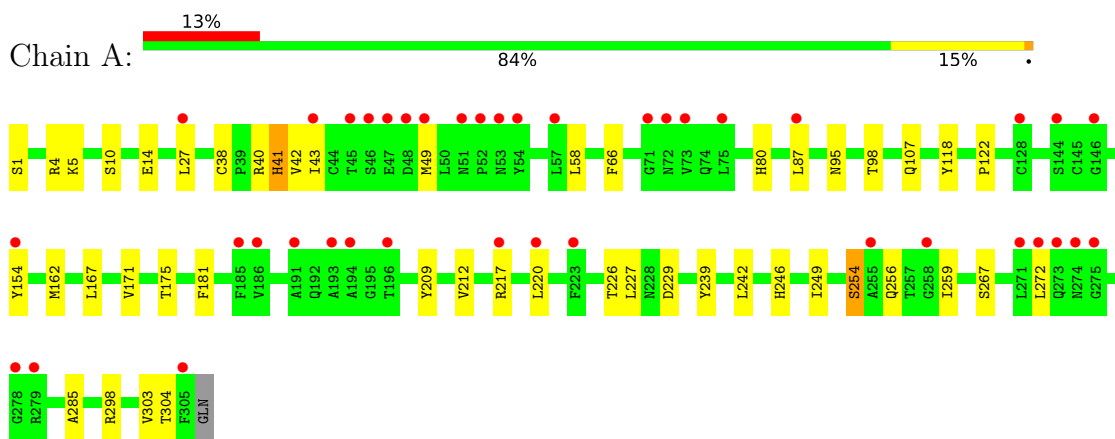 13%
Chain A:
84% 15% •
S1 R4 K5 S10 E14 L27 C38 P39 R40 H41 V42 I43 C44 T45 S46 E47 D48 M49 L50 N51 P52 N53 Y54 L57 L58 F66 G71 N72 V73 Q74 L75 H80 L87 N95 T98 Q107 Y118 P122 C128 S144 C145 G146
Y154 M162 L167 V171 T175 F181 F185 V186 A191 Q192 A193 A194 G195 T196 Y209 V212 R217 L220 F223 T226 L227 N228 D229 Y239 L242 H246 I249 S254 A255 Q256 T257 G258 I259 S267 L271 L272 Q273 N274 G275
G278 R279 A285 R298 V303 T304 F305 GLN